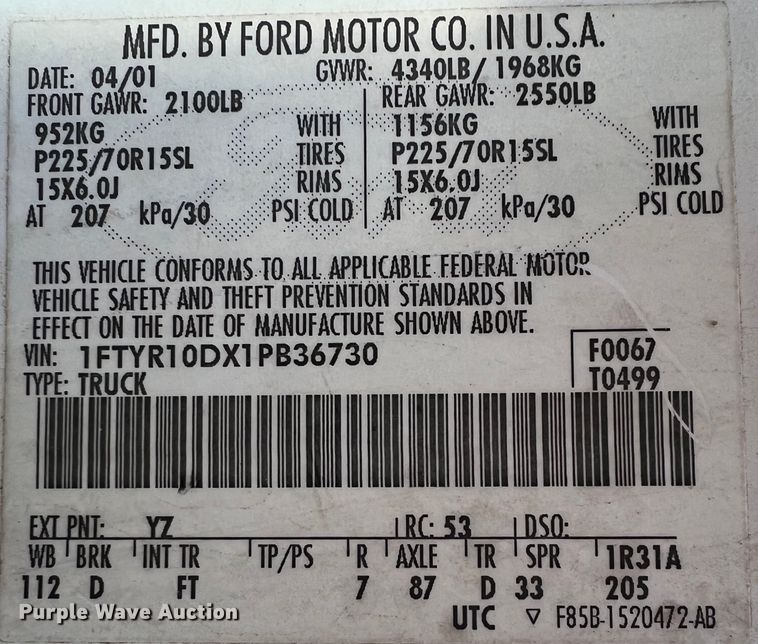 MFD. BY FORD MOTOR CO. IN U.S.A.
DATE: 04/01 GVWR: 4340LB/ 1968KG
FRONT GAWR: 2100LB REAR GAWR: 2550LB
952KG WITH 1156KG WITH
P225/70R15SL TIRES P225/70R15SL TIRES
15X6.0J RIMS 15X6.0J RIMS
AT 207 kPa/30 PSI COLD AT 207 kPa/30 PSI COLD
THIS VEHICLE CONFORMS TO ALL APPLICABLE FEDERAL MOTOR
VEHICLE SAFETY AND THEFT PREVENTION STANDARDS IN
EFFECT ON THE DATE OF MANUFACTURE SHOWN ABOVE.
VIN: 1FTYR10DX1PB36730 F0067
TYPE: TRUCK T0499
EXT PNT: YZ RC: 53 DSO:
WB BRK INT TR TP/PS R AXLE TR SPR 1R31A
112 D FT 7 87 D 33 205
Purple Wave Auction
UTC ▽ F85B-1520472-AB